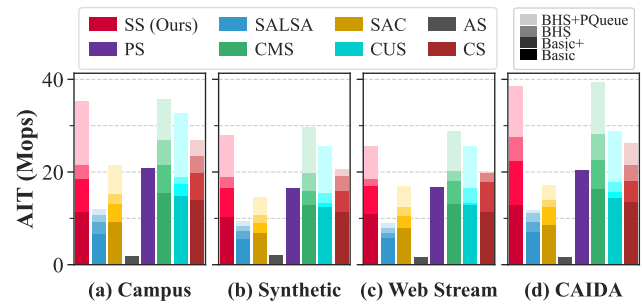 SS (Ours) SALSA SAC AS
PS CMS CUS CS
BHS+PQueue
BHS
Basic+
Basic
AIT (Mops)
40
20
0
(a) Campus (b) Synthetic (c) Web Stream (d) CAIDA